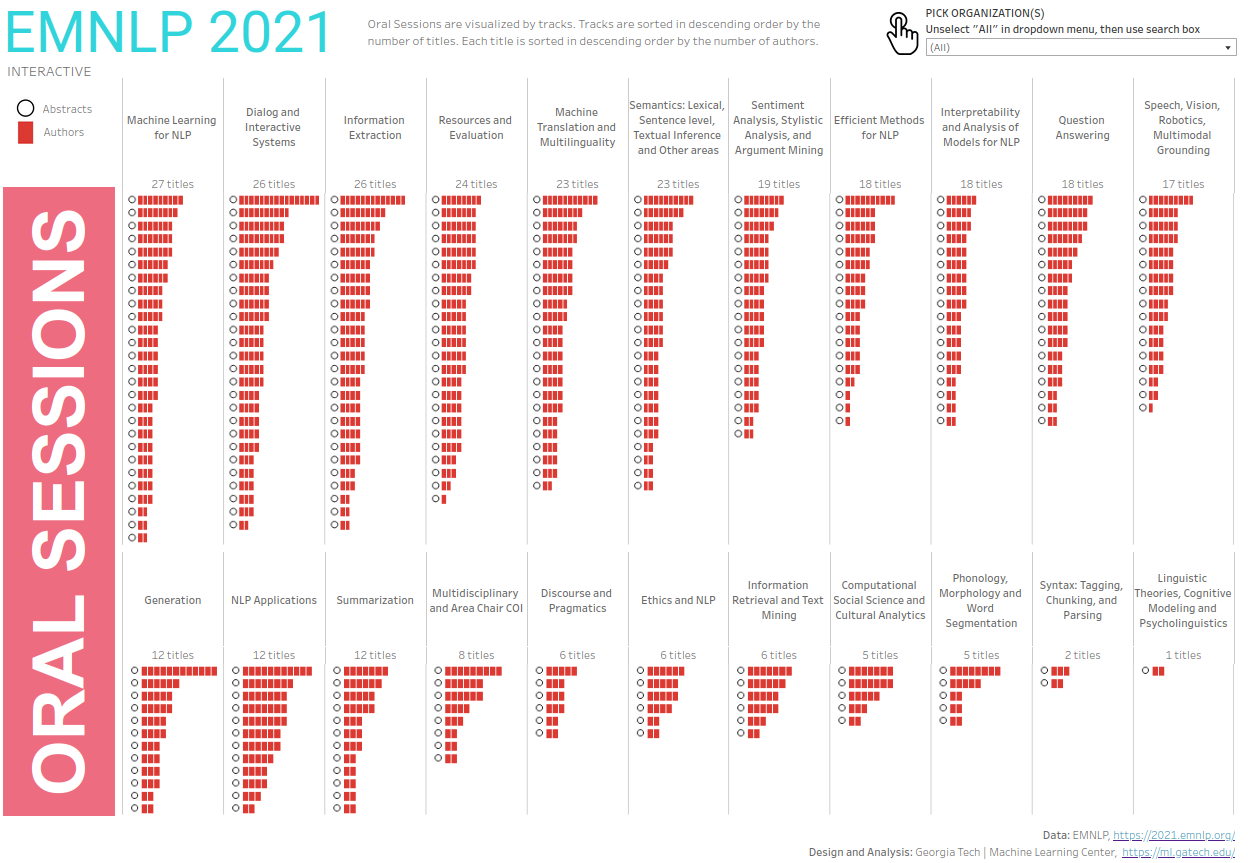 EMNLP 2021
INTERACTIVE
Oral Sessions are visualized by tracks. Tracks are sorted in descending order by the
number of titles. Each title is sorted in descending order by the number of authors.
PICK ORGANIZATION(S)
Unselect "All" in dropdown menu, then use search box
(All)
Abstracts
Authors
ORAL SESSIONS
Machine Learning
for NLP
27 titles
Dialog and
Interactive
Systems
26 titles
Information
Extraction
26 titles
Resources and
Evaluation
24 titles
Machine
Translation and
Multilinguality
23 titles
Semantics: Lexical,
Sentence level,
Textual Inference
and Other areas
23 titles
Sentiment
Analysis, Stylistic
Analysis, and
Argument Mining
19 titles
Efficient Methods
for NLP
18 titles
Interpretability
and Analysis of
Models for NLP
18 titles
Question
Answering
18 titles
Speech, Vision,
Robotics,
Multimodal
Grounding
17 titles
Generation
12 titles
NLP Applications
12 titles
Summarization
12 titles
Multidisciplinary
and Area Chair COI
8 titles
Discourse and
Pragmatics
6 titles
Ethics and NLP
6 titles
Information
Retrieval and Text
Mining
6 titles
Computational
Social Science and
Cultural Analytics
5 titles
Phonology,
Morphology and
Word
Segmentation
5 titles
Syntax: Tagging,
Chunking, and
Parsing
2 titles
Linguistic
Theories, Cognitive
Modeling and
Psycholinguistics
1 titles
Data: EMNLP, https://2021.emnlp.org/
Design and Analysis: Georgia Tech | Machine Learning Center, https://ml.gatech.edu/